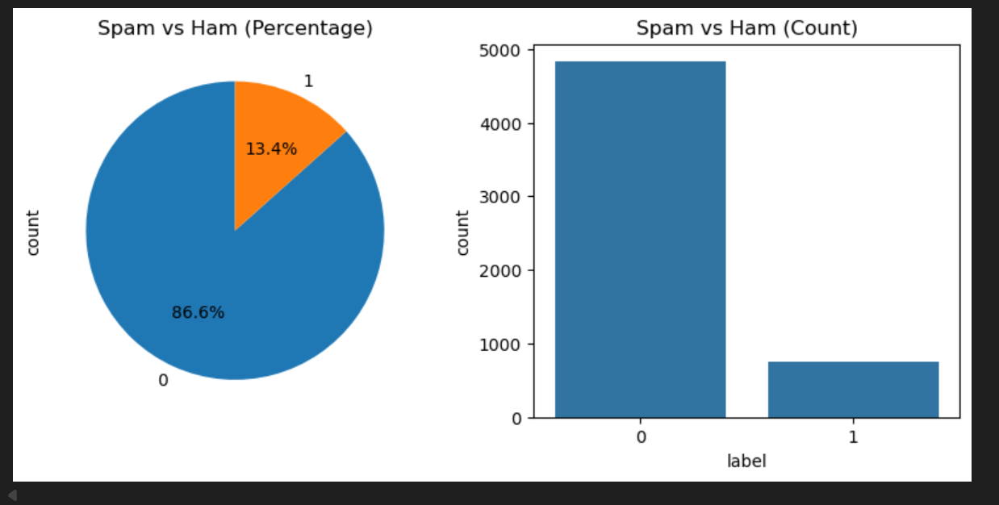 Spam vs Ham (Percentage)
1
13.4%
count
86.6%
0
Spam vs Ham (Count)
5000
4000
3000
count
2000
1000
0
0 1
label